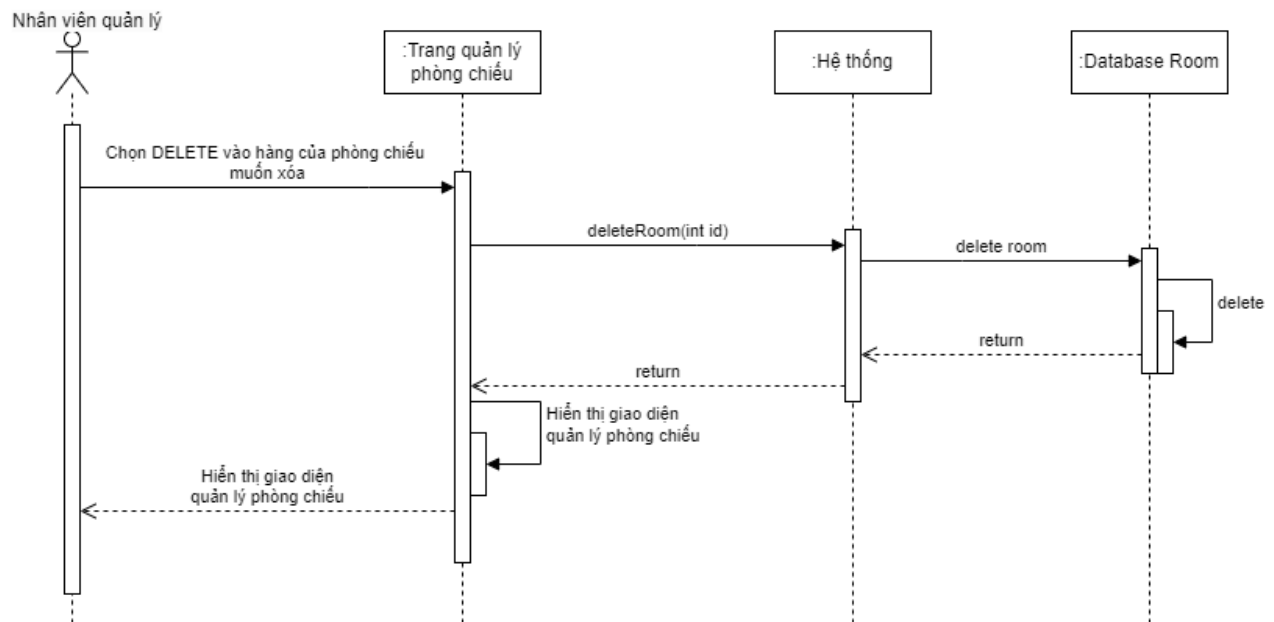 Nhân viên quản lý
:Trang quản lý
phòng chiếu
:Hệ thống
:Database Room
Chọn DELETE vào hàng của phòng chiếu
muốn xóa
deleteRoom(int id)
delete room
delete
return
return
Hiển thị giao diện
quản lý phòng chiếu
Hiển thị giao diện
quản lý phòng chiếu